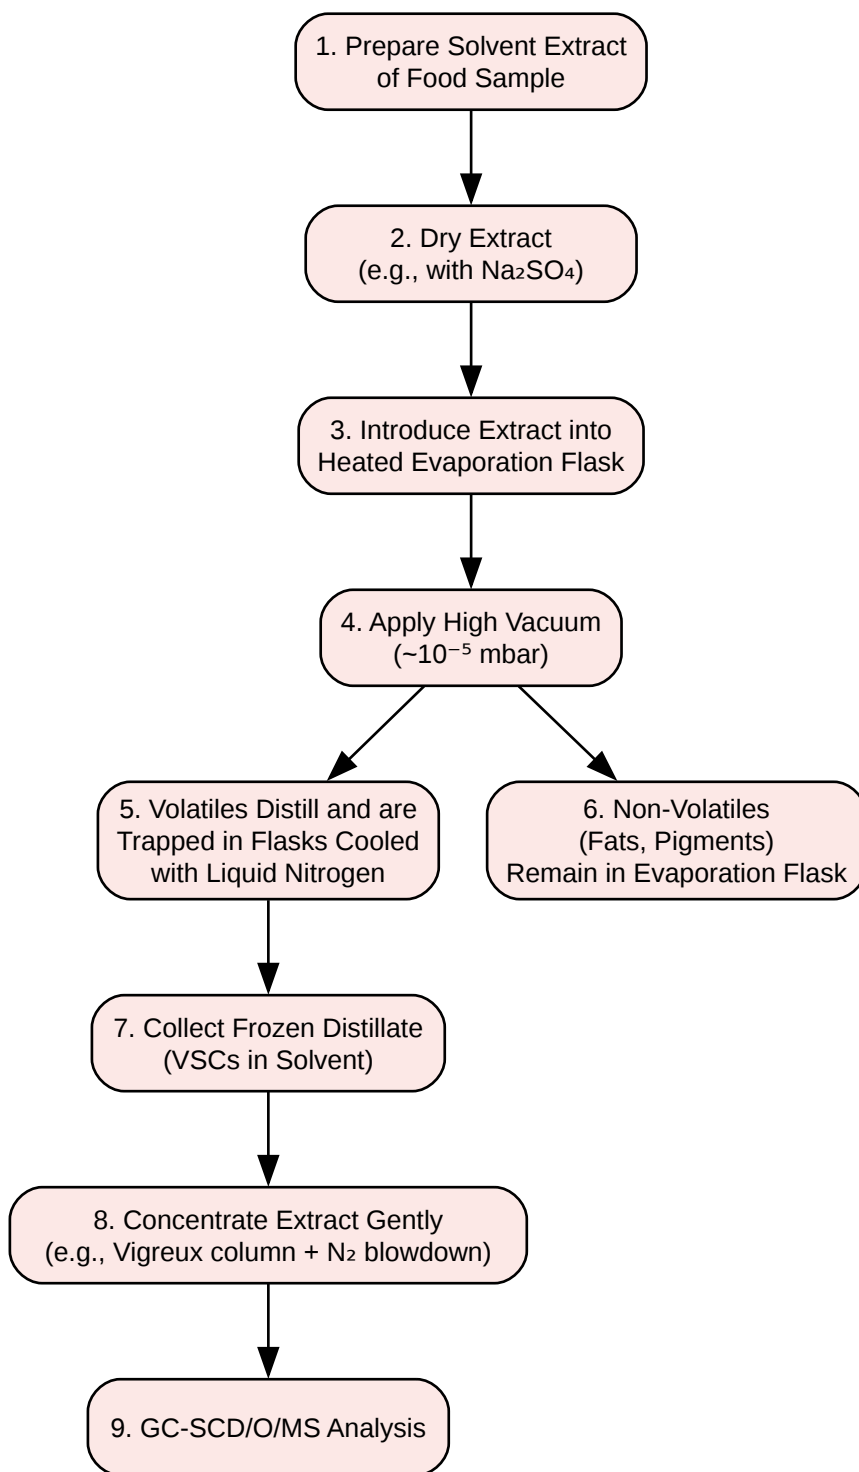 1. Prepare Solvent Extract
of Food Sample
2. Dry Extract
(e.g., with Na₂SO₄)
3. Introduce Extract into
Heated Evaporation Flask
4. Apply High Vacuum
(~10⁻⁵ mbar)
5. Volatiles Distill and are
Trapped in Flasks Cooled
with Liquid Nitrogen
6. Non-Volatiles
(Fats, Pigments)
Remain in Evaporation Flask
7. Collect Frozen Distillate
(VSCs in Solvent)
8. Concentrate Extract Gently
(e.g., Vigreux column + N₂ blowdown)
9. GC-SCD/O/MS Analysis